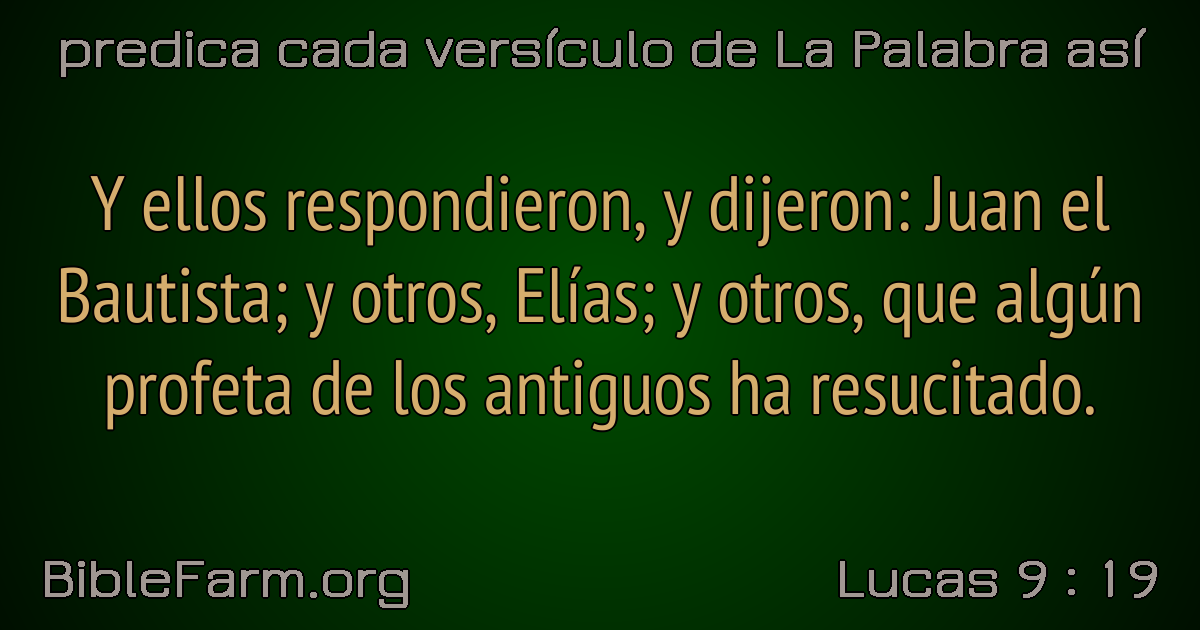 predica cada versículo de La Palabra así
Y ellos respondieron, y dijeron: Juan el
Bautista; y otros, Elías; y otros, que algún
profeta de los antiguos ha resucitado.
BibleFarm.org
Lucas 9 : 19